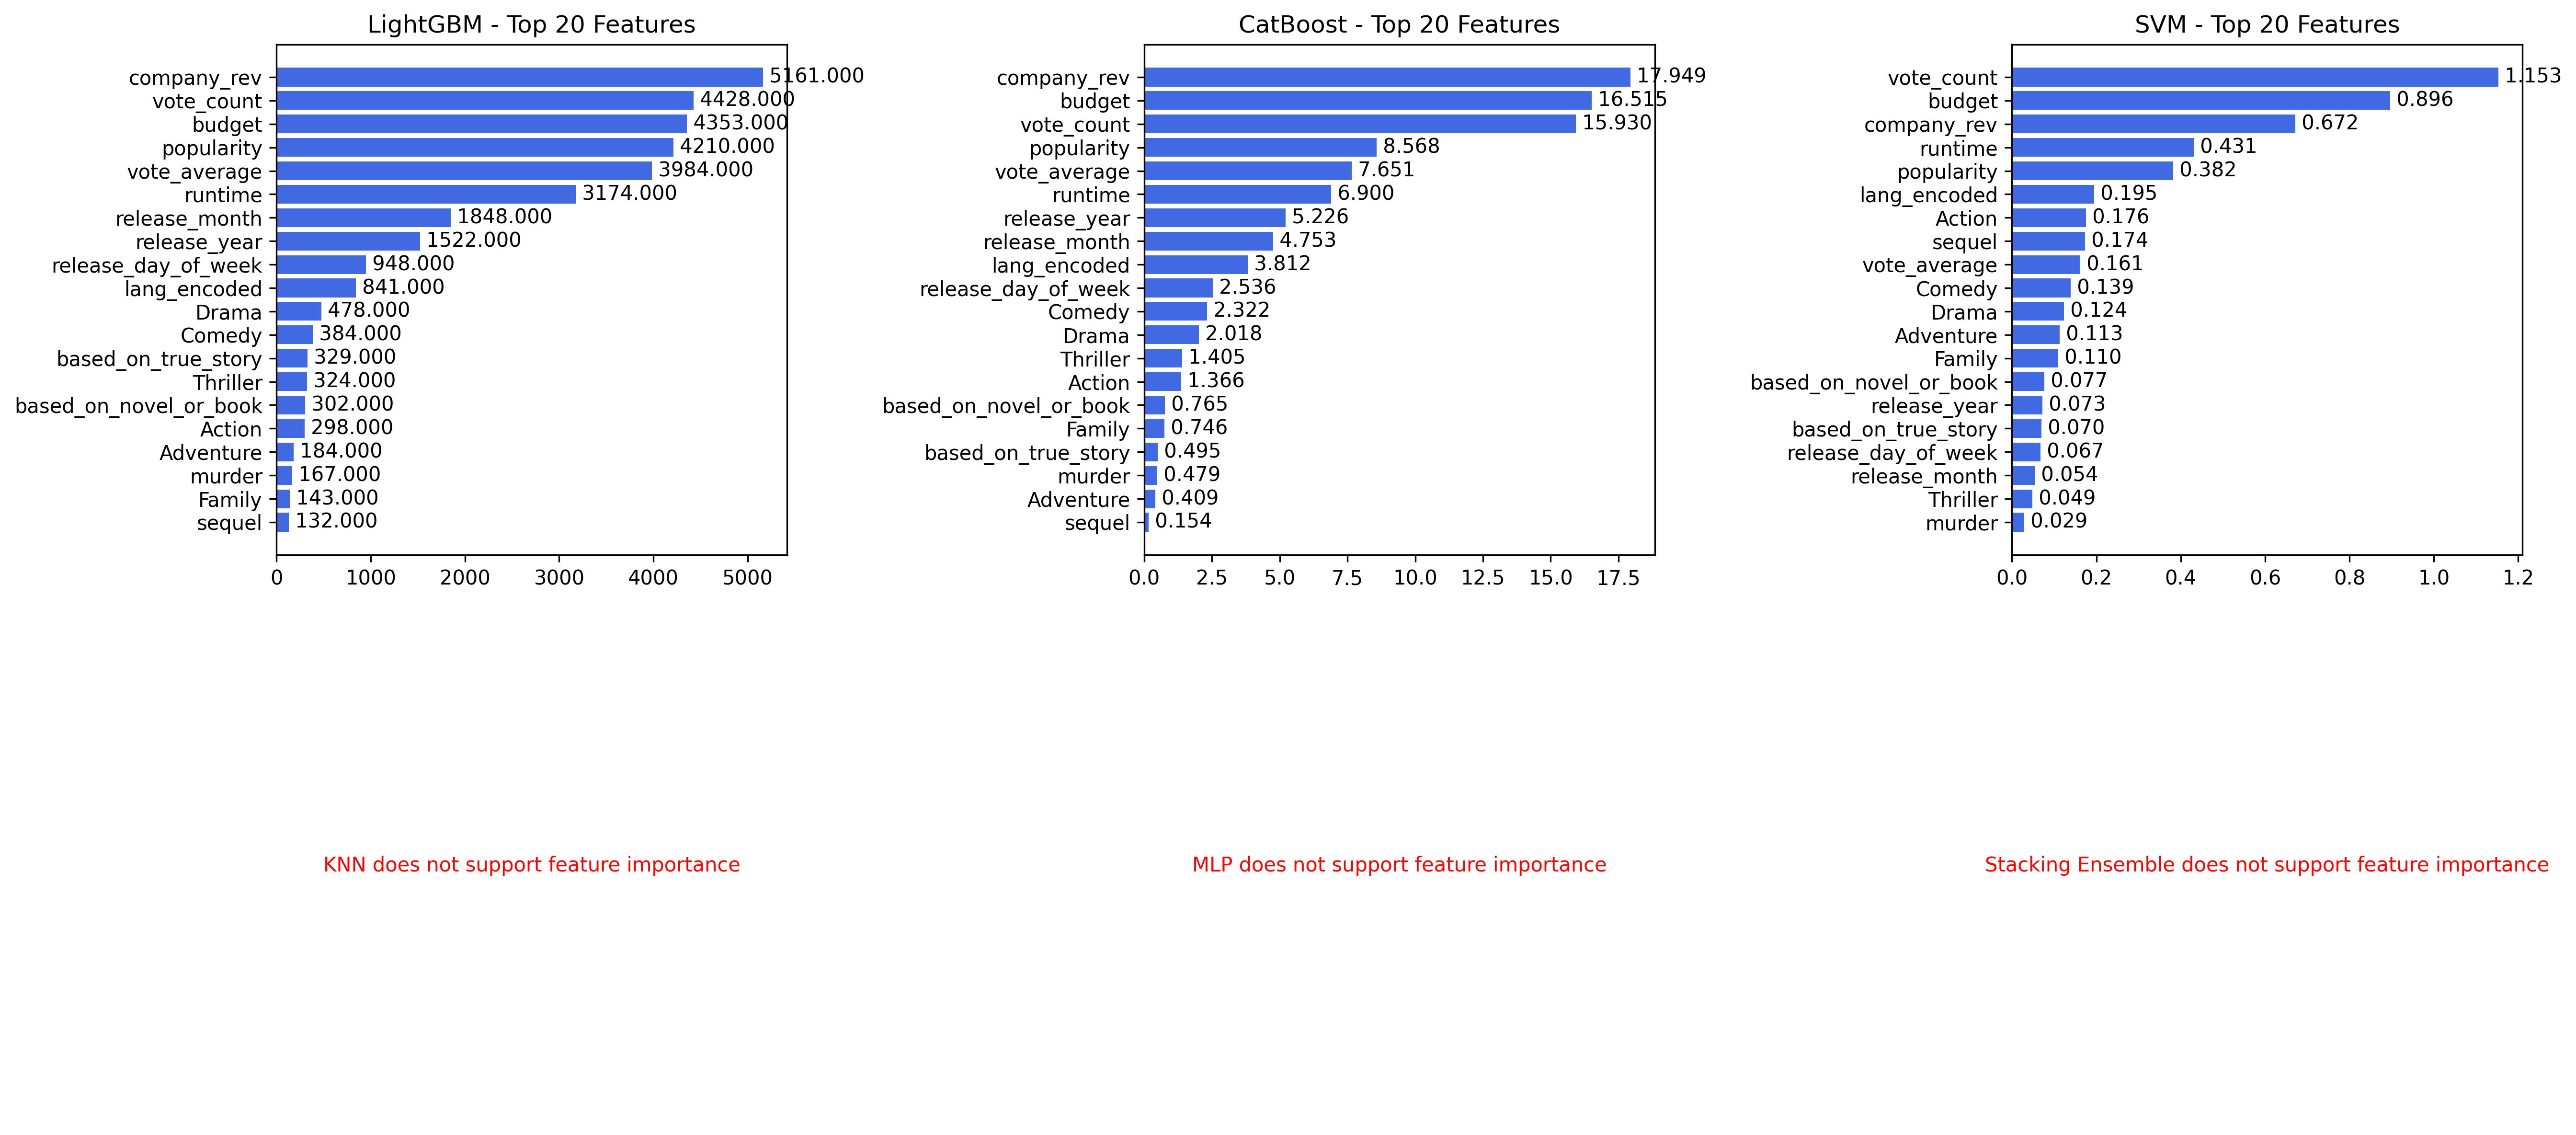 LightGBM - Top 20 Features
company_rev 5161.000
vote_count 4428.000
budget 4353.000
popularity 4210.000
vote_average 3984.000
runtime 3174.000
release_month 1848.000
release_year 1522.000
release_day_of_week 948.000
lang_encoded 841.000
Drama 478.000
Comedy 384.000
based_on_true_story 329.000
Thriller 324.000
based_on_novel_or_book 302.000
Action 298.000
Adventure 184.000
murder 167.000
Family 143.000
sequel 132.000
0 1000 2000 3000 4000 5000
CatBoost - Top 20 Features
company_rev 17.949
budget 16.515
vote_count 15.930
popularity 8.568
vote_average 7.651
runtime 6.900
release_year 5.226
release_month 4.753
lang_encoded 3.812
release_day_of_week 2.536
Comedy 2.322
Drama 2.018
Thriller 1.405
Action 1.366
based_on_novel_or_book 0.765
Family 0.746
based_on_true_story 0.495
murder 0.479
Adventure 0.409
sequel 0.154
0.0 2.5 5.0 7.5 10.0 12.5 15.0 17.5
SVM - Top 20 Features
vote_count 1.153
budget 0.896
company_rev 0.672
runtime 0.431
popularity 0.382
lang_encoded 0.195
Action 0.176
sequel 0.174
vote_average 0.161
Comedy 0.139
Drama 0.124
Adventure 0.113
Family 0.110
based_on_novel_or_book 0.077
release_year 0.073
based_on_true_story 0.070
release_day_of_week 0.067
release_month 0.054
Thriller 0.049
murder 0.029
0.0 0.2 0.4 0.6 0.8 1.0 1.2
KNN does not support feature importance
MLP does not support feature importance
Stacking Ensemble does not support feature importance